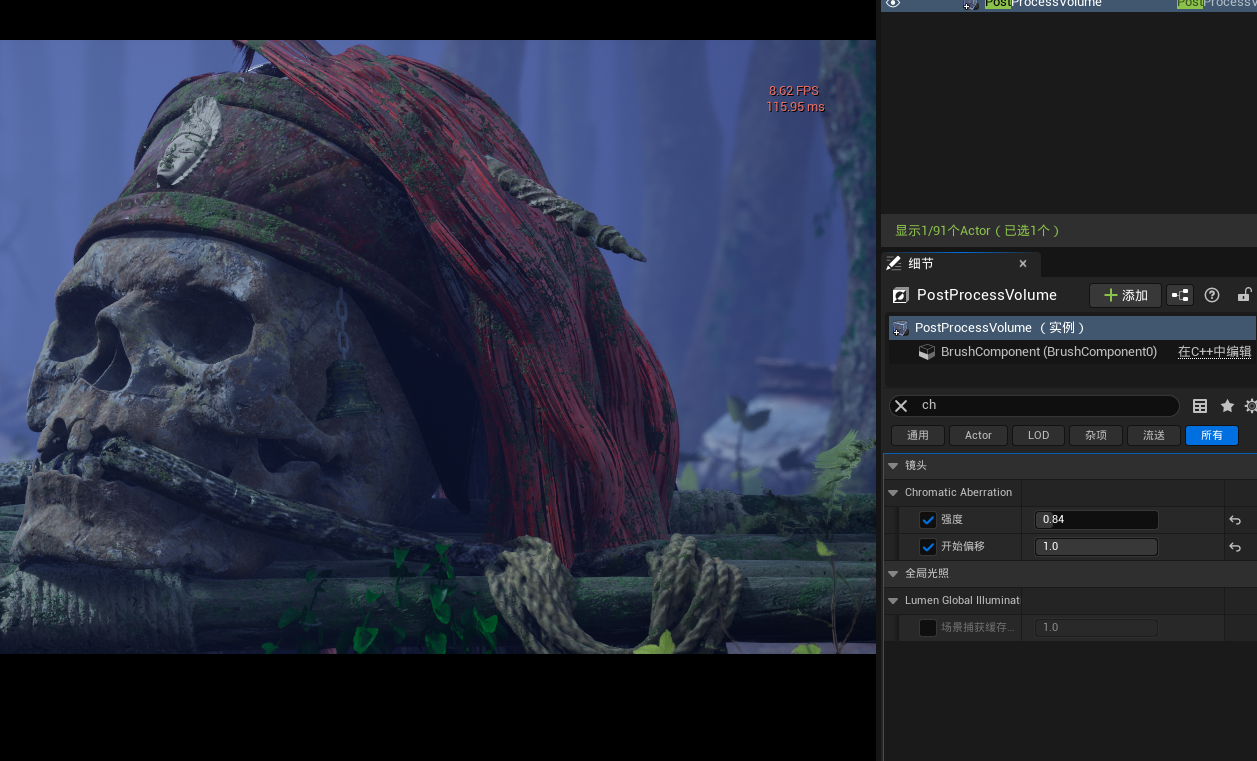 PostProcessVolume
PostProcessV
8.62 FPS
115.95 ms
显示1/91个Actor（已选1个）
细节
PostProcessVolume
添加
PostProcessVolume （实例）
BrushComponent (BrushComponent0)
在C++中编辑
ch
通用
Actor
LOD
杂项
流送
所有
镜头
Chromatic Aberration
强度
0.84
开始偏移
1.0
全局光照
Lumen Global Illuminat
场景捕获缓存...
1.0